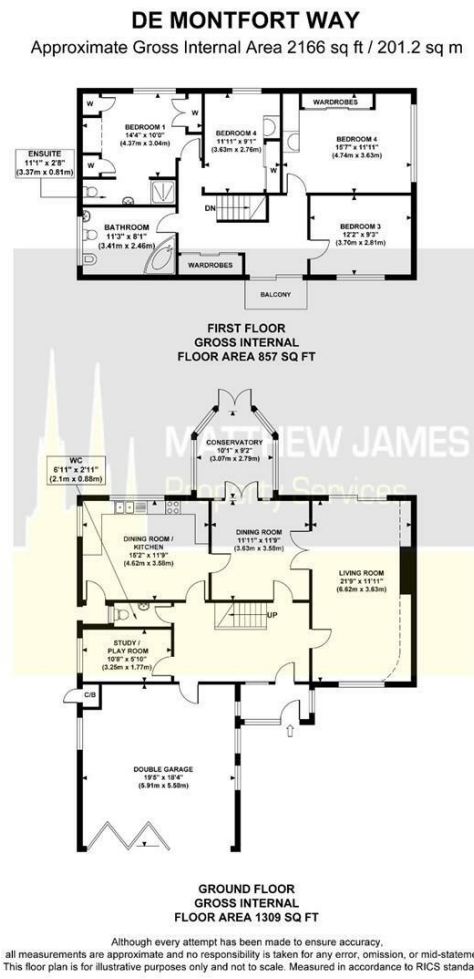 DE MONTFORT WAY
Approximate Gross Internal Area 2166 sq ft / 201.2 sq m
W
W
WARDROBES
BEDROOM 1
14'4" x 10'0"
(4.37m x 3.04m)
BEDROOM 4
11'11" x 9'1"
(3.63m x 2.76m)
BEDROOM 4
15'7" x 11'11"
(4.74m x 3.63m)
ENSUITE
11'1" x 2'8"
(3.37m x 0.81m)
W
W
DN
BATHROOM
11'3" x 8'1"
(3.41m x 2.46m)
BEDROOM 3
12'2" x 9'3"
(3.70m x 2.81m)
WARDROBES
BALCONY
FIRST FLOOR
GROSS INTERNAL
FLOOR AREA 857 SQ FT
MATTHEW JAMES
Property Services
CONSERVATORY
10'1" x 9'2"
(3.07m x 2.79m)
WC
6'11" x 2'11"
(2.1m x 0.88m)
DINING ROOM /
KITCHEN
15'2" x 11'9"
(4.62m x 3.58m)
DINING ROOM
11'11" x 11'9"
(3.63m x 3.58m)
LIVING ROOM
21'9" x 11'11"
(6.62m x 3.63m)
UP
STUDY /
PLAY ROOM
10'8" x 5'10"
(3.25m x 1.77m)
C/B
DOUBLE GARAGE
19'5" x 18'4"
(5.91m x 5.50m)
GROUND FLOOR
GROSS INTERNAL
FLOOR AREA 1309 SQ FT
Although every attempt has been made to ensure accuracy,
all measurements are approximate and no responsibility is taken for any error, omission, or mid-stateme
This floor plan is for illustrative purposes only and not to scale. Measured in accordance to RICS standa